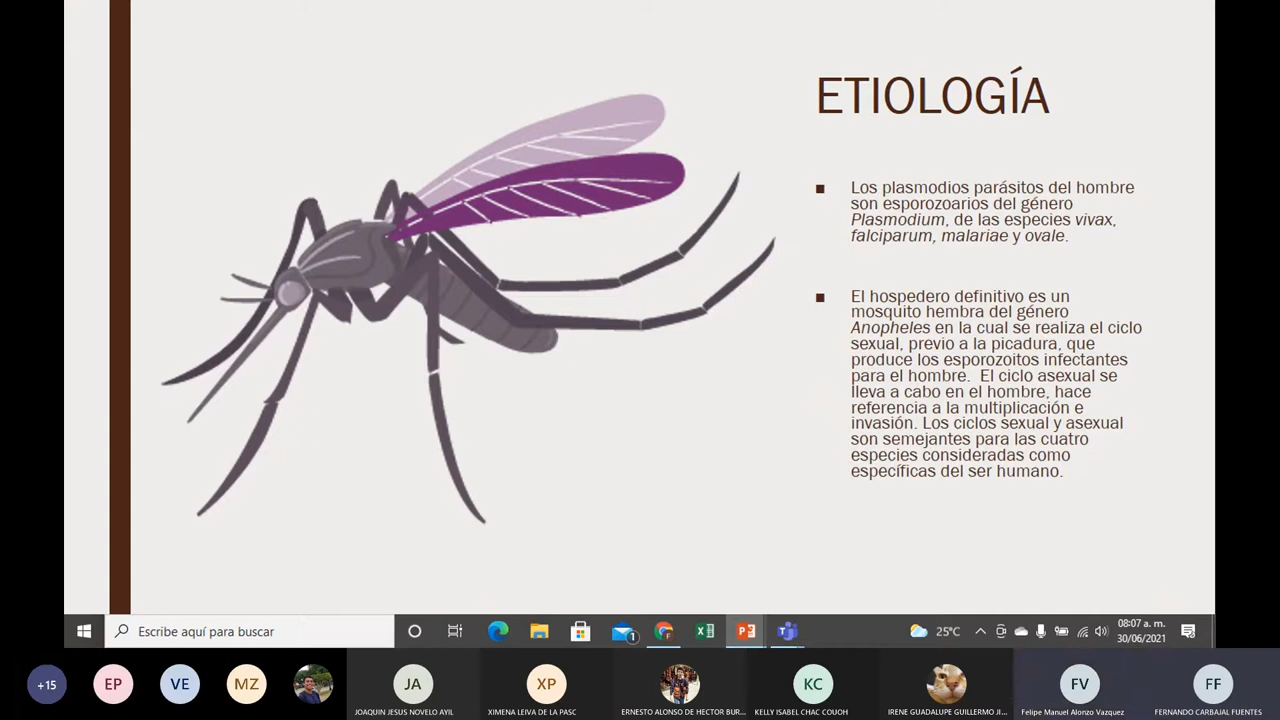 ETIOLOGÍA
■ Los plasmodios parásitos del hombre
son esporozoarios del género
Plasmodium, de las especies vivax,
falciparum, malariae y ovale.
■ El hospedero definitivo es un
mosquito hembra del género
Anopheles en la cual se realiza el ciclo
sexual, previo a la picadura, que
produce los esporozoitos infectantes
para el hombre. El ciclo asexual se
lleva a cabo en el hombre, hace
referencia a la multiplicación e
invasión. Los ciclos sexual y asexual
son semejantes para las cuatro
especies consideradas como
específicas del ser humano.
Escribe aquí para buscar
1
25°C
08:07 a. m.
30/06/2021
+15
EP
VE
MZ
JA
XP
KC
FV
FF
JOAQUIN JESUS NOVELO AYIL
XIMENA LEIVA DE LA PASC
ERNESTO ALONSO DE HECTOR BUR...
KELLY ISABEL CHAC COUOH
IRENE GUADALUPE GUILLERMO JI...
Felipe Manuel Alonzo Vazquez
FERNANDO CARBAJAL FUENTES